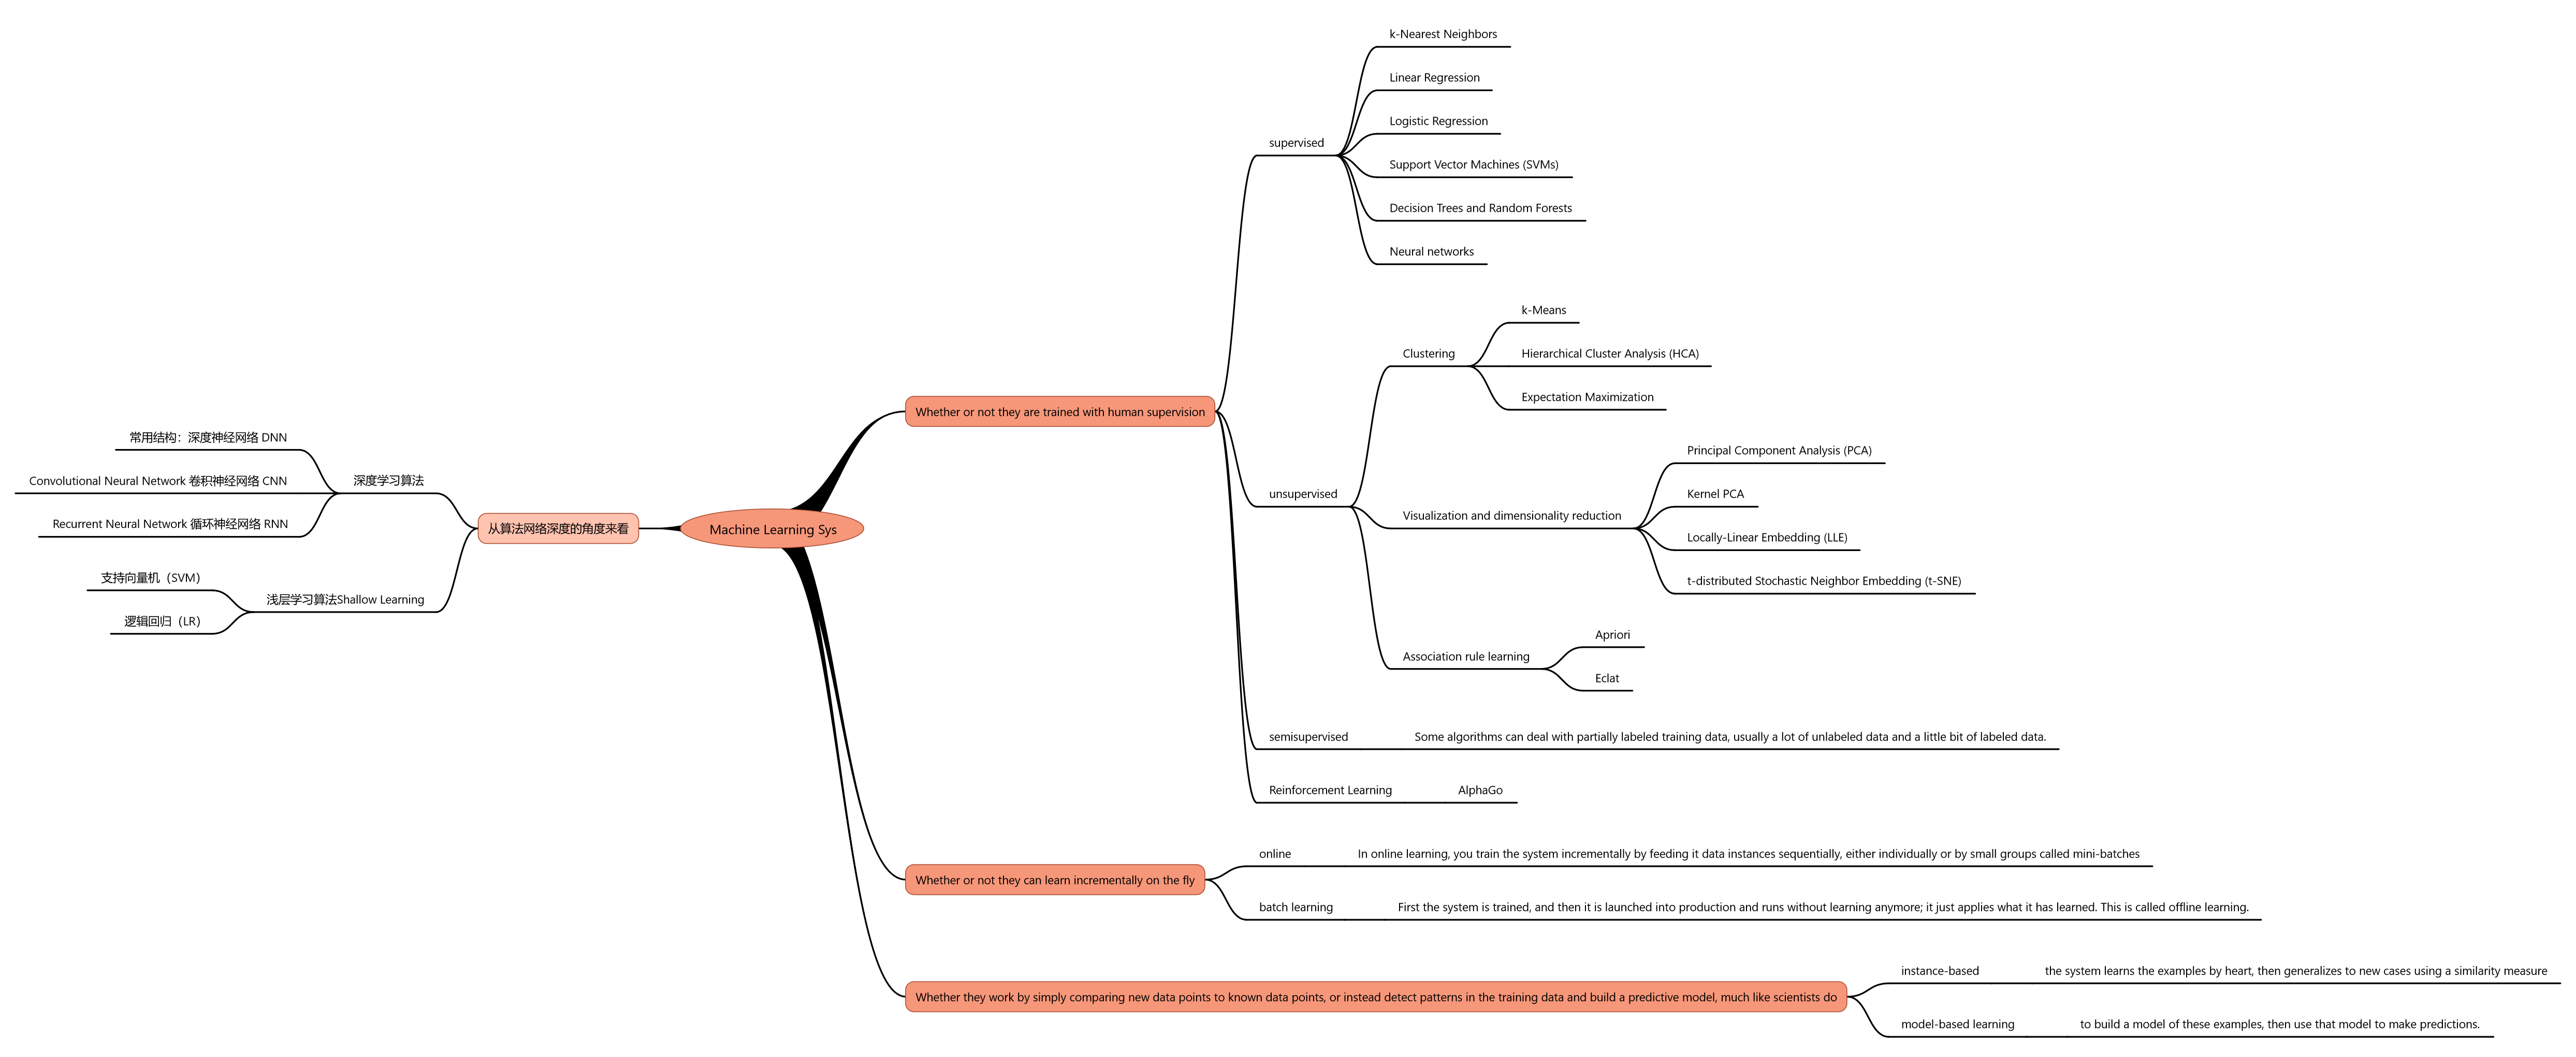 Machine Learning Sys
Whether or not they are trained with human supervision
supervised
k-Nearest Neighbors
Linear Regression
Logistic Regression
Support Vector Machines (SVMs)
Decision Trees and Random Forests
Neural networks
unsupervised
Clustering
k-Means
Hierarchical Cluster Analysis (HCA)
Expectation Maximization
Visualization and dimensionality reduction
Principal Component Analysis (PCA)
Kernel PCA
Locally-Linear Embedding (LLE)
t-distributed Stochastic Neighbor Embedding (t-SNE)
Association rule learning
Apriori
Eclat
semisupervised
Some algorithms can deal with partially labeled training data, usually a lot of unlabeled data and a little bit of labeled data.
Reinforcement Learning
AlphaGo
Whether or not they can learn incrementally on the fly
online
In online learning, you train the system incrementally by feeding it data instances sequentially, either individually or by small groups called mini-batches
batch learning
First the system is trained, and then it is launched into production and runs without learning anymore; it just applies what it has learned. This is called offline learning.
Whether they work by simply comparing new data points to known data points, or instead detect patterns in the training data and build a predictive model, much like scientists do
instance-based
the system learns the examples by heart, then generalizes to new cases using a similarity measure
model-based learning
to build a model of these examples, then use that model to make predictions.
从算法网络深度的角度来看
深度学习算法
常用结构：深度神经网络 DNN
Convolutional Neural Network 卷积神经网络 CNN
Recurrent Neural Network 循环神经网络 RNN
浅层学习算法Shallow Learning
支持向量机（SVM）
逻辑回归（LR）